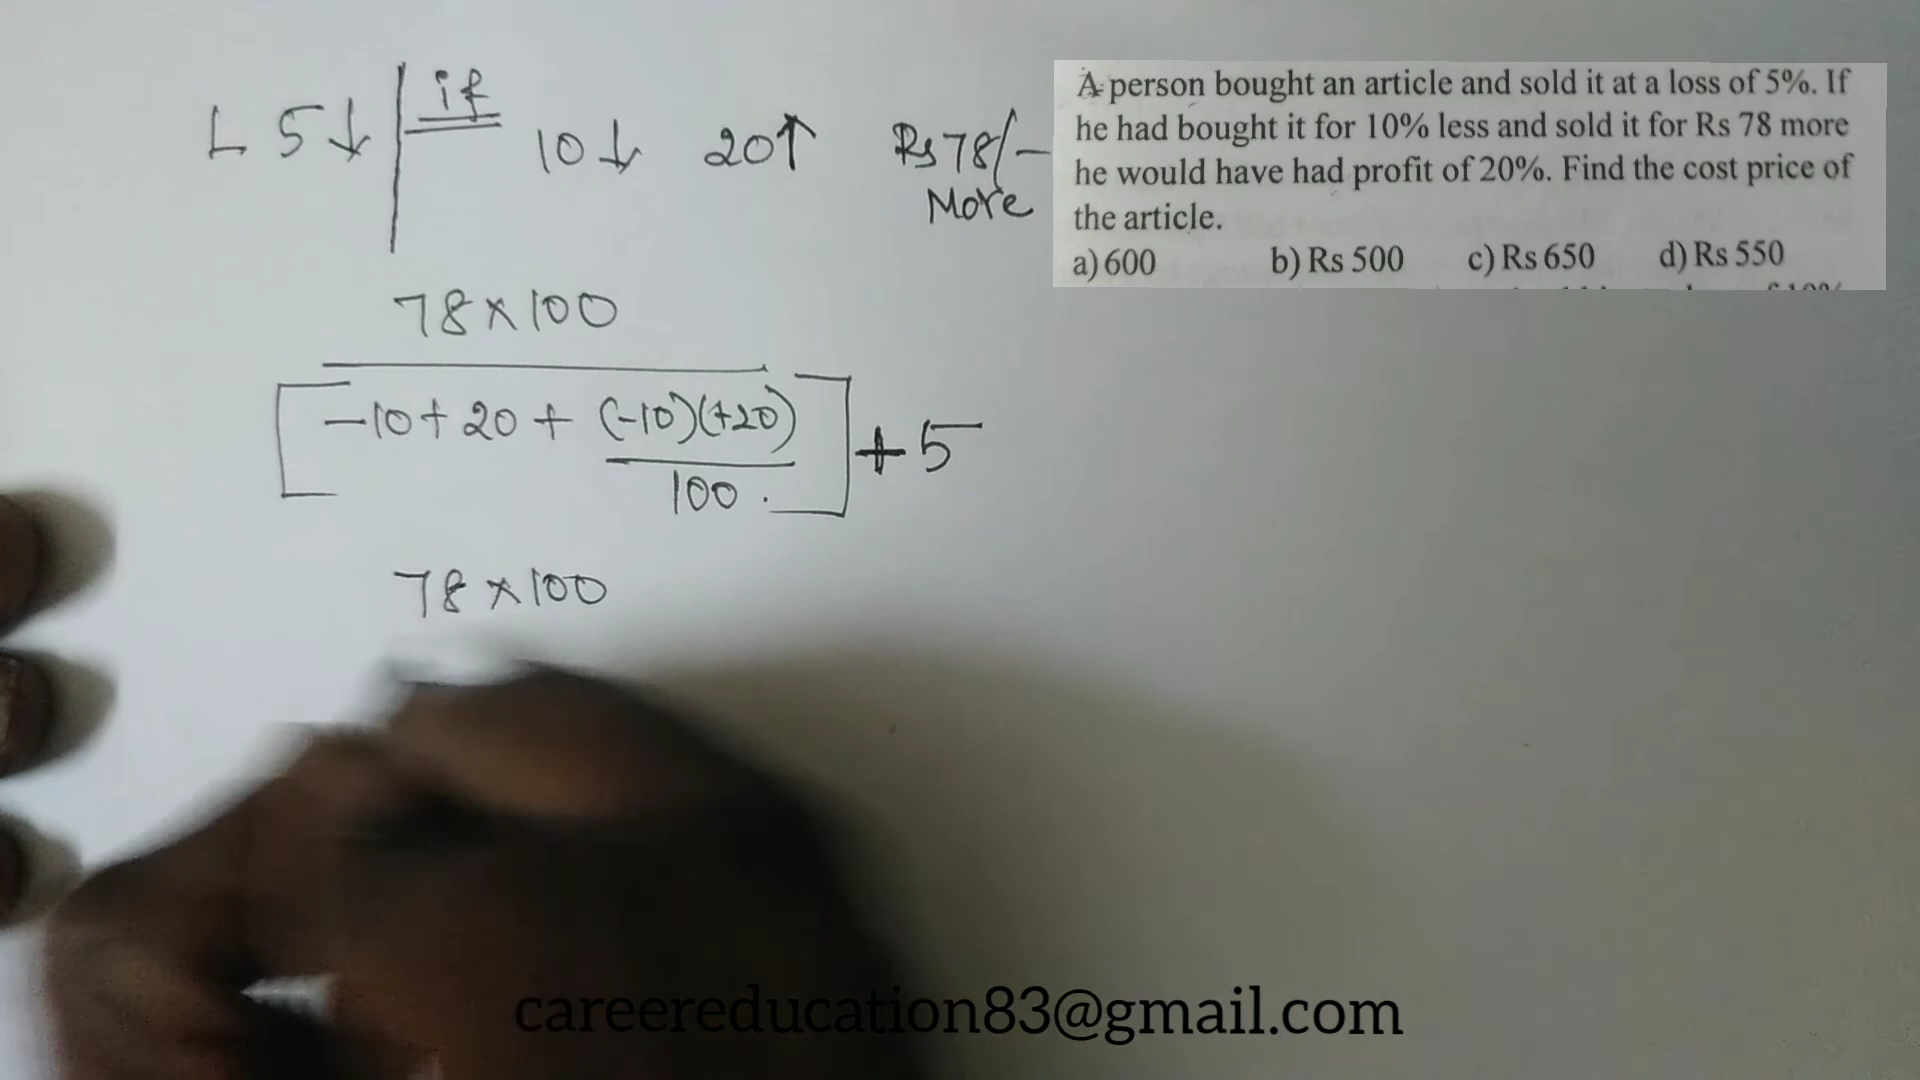 L 5↓ if 10↓ 20↑ Rs 78/-
More
78×100
[-10+20+ (-10)(+20)
100 ] +5
78×100
A person bought an article and sold it at a loss of 5%. If
he had bought it for 10% less and sold it for Rs 78 more
he would have had profit of 20%. Find the cost price of
the article.
a) 600 b) Rs 500 c) Rs 650 d) Rs 550
careereducation83@gmail.com